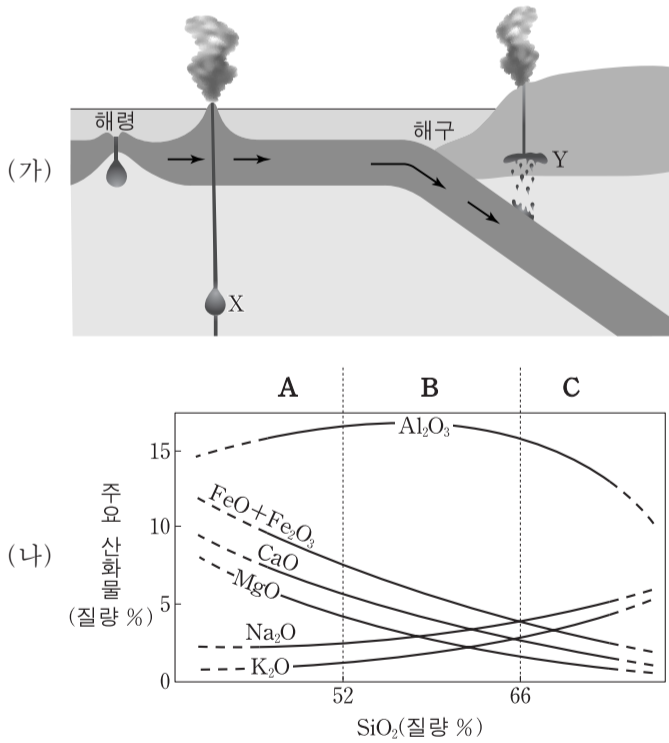 해령
해구
(가)
Y
X
A B C
Al₂O₃
15
주요 산화물
(질량 %)
FeO+Fe₂O₃
10
(나)
CaO
MgO
5
Na₂O
K₂O
0
52 66
SiO₂(질량 %)